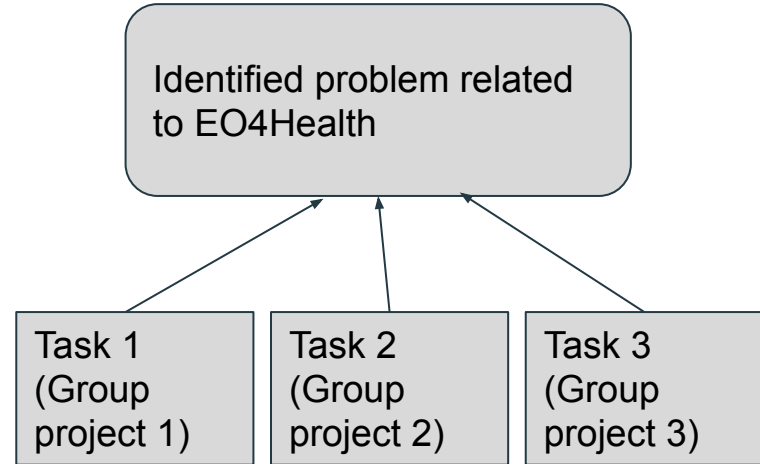 Identified problem related
to EO4Health
Task 1
(Group
project 1)
Task 2
(Group
project 2)
Task 3
(Group
project 3)